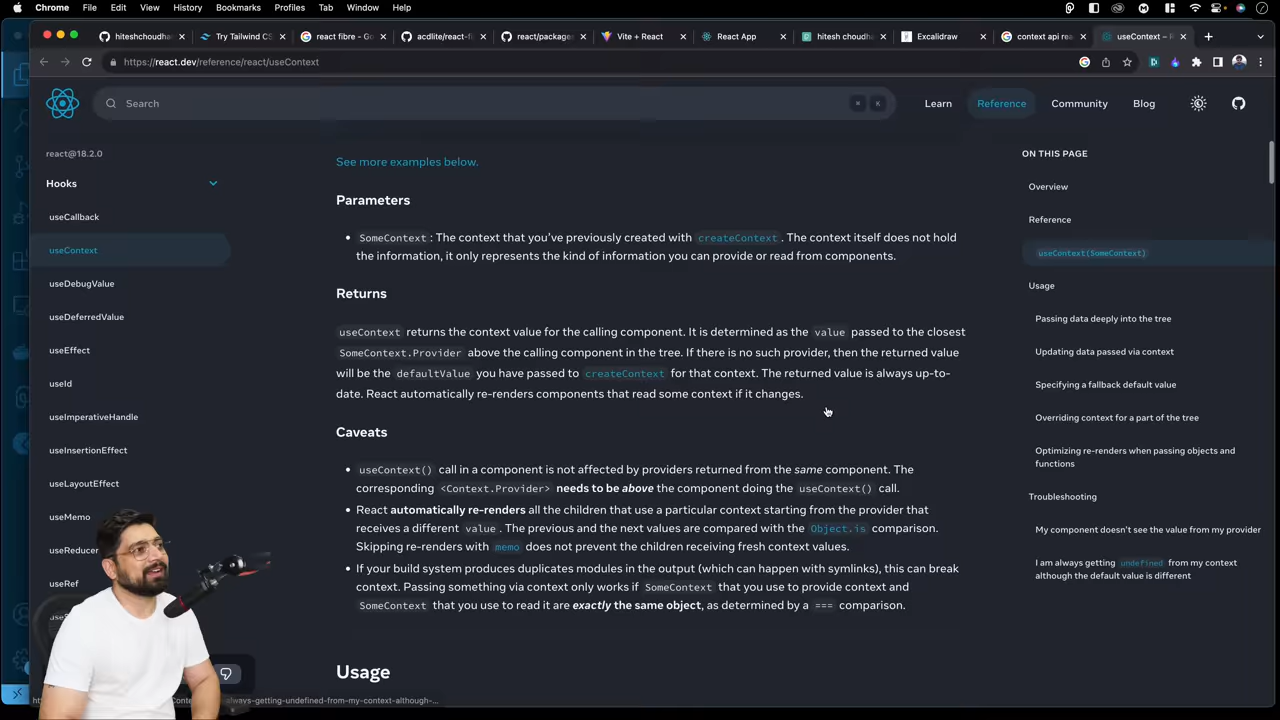 Chrome File Edit View History Bookmarks Profiles Tab Window Help
hiteshchoudha Try Tailwind CS react fibre - Go acdlite/react-fi react/packages Vite + React React App hitesh choudha Excalidraw context api rea useContext – R
https://react.dev/reference/react/useContext
Search
Learn Reference Community Blog
react@18.2.0
Hooks
useCallback
useContext
useDebugValue
useDeferredValue
useEffect
useId
useImperativeHandle
useInsertionEffect
useLayoutEffect
useMemo
useReducer
useRef
See more examples below.
Parameters
• SomeContext: The context that you’ve previously created with createContext. The context itself does not hold
the information, it only represents the kind of information you can provide or read from components.
Returns
useContext returns the context value for the calling component. It is determined as the value passed to the closest
SomeContext.Provider above the calling component in the tree. If there is no such provider, then the returned value
will be the defaultValue you have passed to createContext for that context. The returned value is always up-to-
date. React automatically re-renders components that read some context if it changes.
Caveats
• useContext() call in a component is not affected by providers returned from the same component. The
corresponding <Context.Provider> needs to be above the component doing the useContext() call.
• React automatically re-renders all the children that use a particular context starting from the provider that
receives a different value. The previous and the next values are compared with the Object.is comparison.
Skipping re-renders with memo does not prevent the children receiving fresh context values.
• If your build system produces duplicates modules in the output (which can happen with symlinks), this can break
context. Passing something via context only works if SomeContext that you use to provide context and
SomeContext that you use to read it are exactly the same object, as determined by a === comparison.
Usage
ON THIS PAGE
Overview
Reference
useContext(SomeContext)
Usage
Passing data deeply into the tree
Updating data passed via context
Specifying a fallback default value
Overriding context for a part of the tree
Optimizing re-renders when passing objects and
functions
Troubleshooting
My component doesn’t see the value from my provider
I am always getting undefined from my context
although the default value is different
always-getting-undefined-from-my-context-although-...